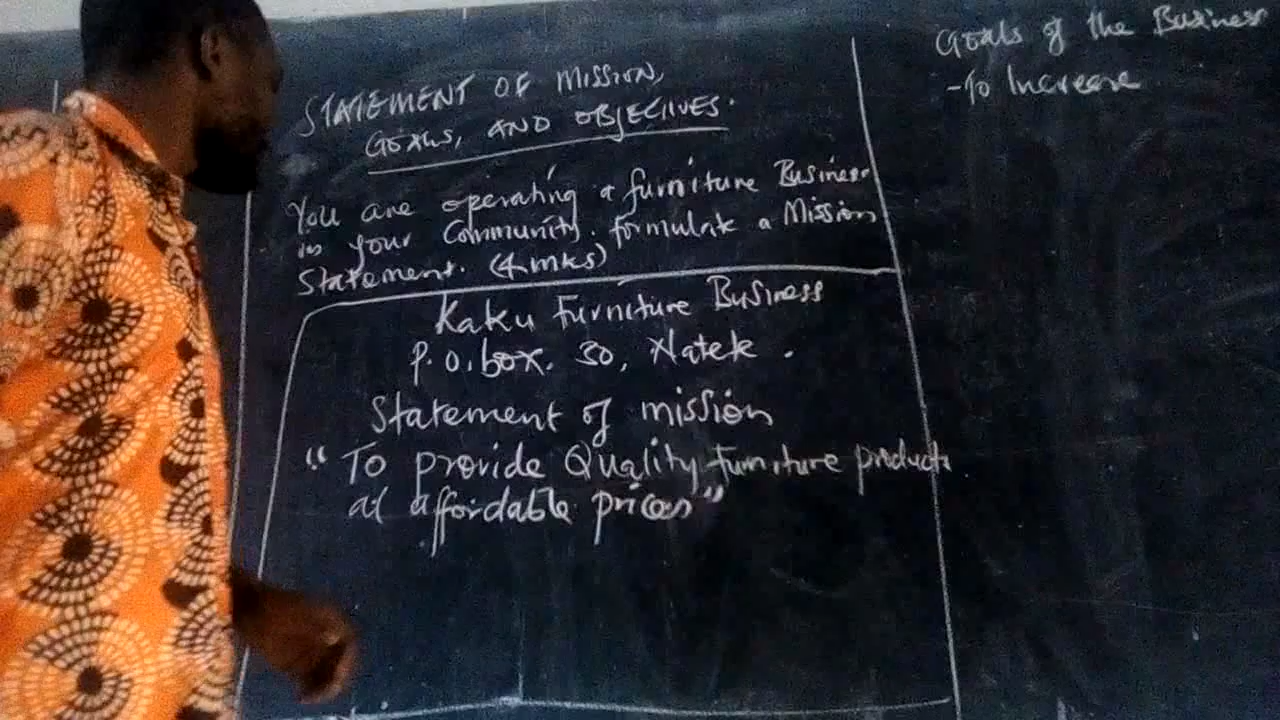 STATEMENT OF MISSION,
GOALS, AND OBJECTIVES.
You are operating a furniture Business
in your Community. formulate a Mission
Statement. (4mks)
Kaku Furniture Business
P.O.box. 30, Natek.
Statement of mission
"To provide Quality furniture products
at affordable prices"
Goals of the Business
-To Increase